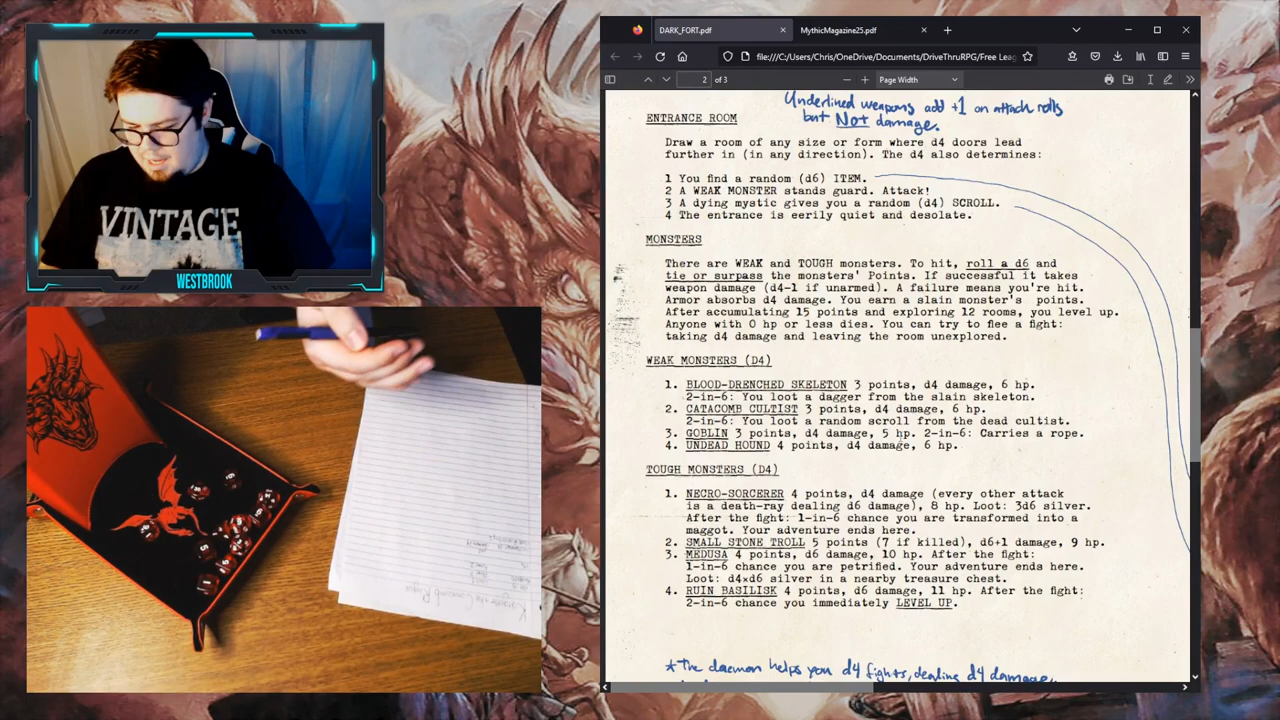 VINTAGE
WESTBROOK
DARK_FORT.pdf
MythicMagazine25.pdf
file:///C:/Users/Chris/OneDrive/Documents/DriveThruRPG/Free Leag
2 of 3
Page Width
Underlined weapons add +1 on attack rolls
but Not damage.
ENTRANCE ROOM
Draw a room of any size or form where d4 doors lead
further in (in any direction). The d4 also determines:
1 You find a random (d6) ITEM.
2 A WEAK MONSTER stands guard. Attack!
3 A dying mystic gives you a random (d4) SCROLL.
4 The entrance is eerily quiet and desolate.
MONSTERS
There are WEAK and TOUGH monsters. To hit, roll a d6 and
tie or surpass the monsters' Points. If successful it takes
weapon damage (d4-1 if unarmed). A failure means you're hit.
Armor absorbs d4 damage. You earn a slain monster's points.
After accumulating 15 points and exploring 12 rooms, you level up.
Anyone with 0 hp or less dies. You can try to flee a fight:
taking d4 damage and leaving the room unexplored.
WEAK MONSTERS (D4)
1. BLOOD-DRENCHED SKELETON 3 points, d4 damage, 6 hp.
2-in-6: You loot a dagger from the slain skeleton.
2. CATACOMB CULTIST 3 points, d4 damage, 6 hp.
2-in-6: You loot a random scroll from the dead cultist.
3. GOBLIN 3 points, d4 damage, 5 hp. 2-in-6: Carries a rope.
4. UNDEAD HOUND 4 points, d4 damage, 6 hp.
TOUGH MONSTERS (D4)
1. NECRO-SORCERER 4 points, d4 damage (every other attack
is a death-ray dealing d6 damage), 8 hp. Loot: 3d6 silver.
After the fight: 1-in-6 chance you are transformed into a
maggot. Your adventure ends here.
2. SMALL STONE TROLL 5 points (7 if killed), d6+1 damage, 9 hp.
3. MEDUSA 4 points, d6 damage, 10 hp. After the fight:
1-in-6 chance you are petrified. Your adventure ends here.
Loot: d4xd6 silver in a nearby treasure chest.
4. RUIN BASILISK 4 points, d6 damage, 11 hp. After the fight:
2-in-6 chance you immediately LEVEL UP.
*The daemon helps you d4 fights, dealing d4 damage